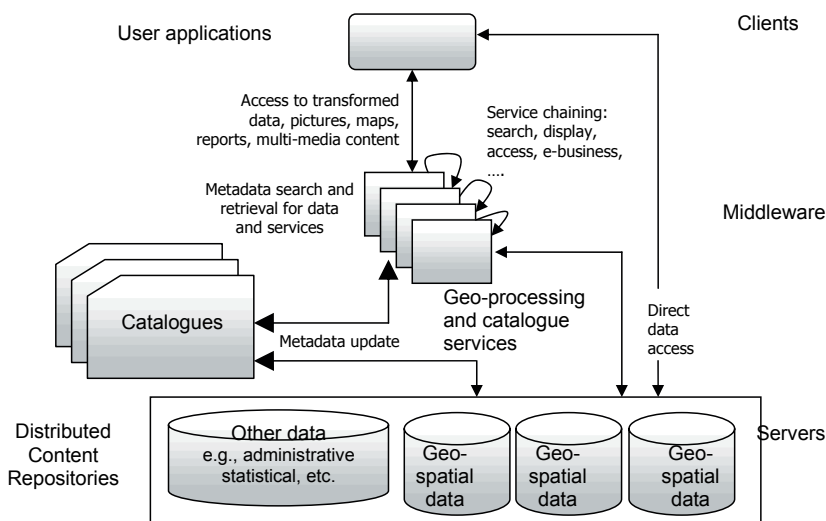 User applications
Clients
Access to transformed
data, pictures, maps,
reports, multi-media content
Service chaining:
search, display,
access, e-business,
....
Metadata search and
retrieval for data
and services
Middleware
Catalogues
Geo-processing
and catalogue
services
Metadata update
Direct
data
access
Distributed
Content
Repositories
Other data
e.g., administrative
statistical, etc.
Geo-
spatial
data
Geo-
spatial
data
Geo-
spatial
data
Servers